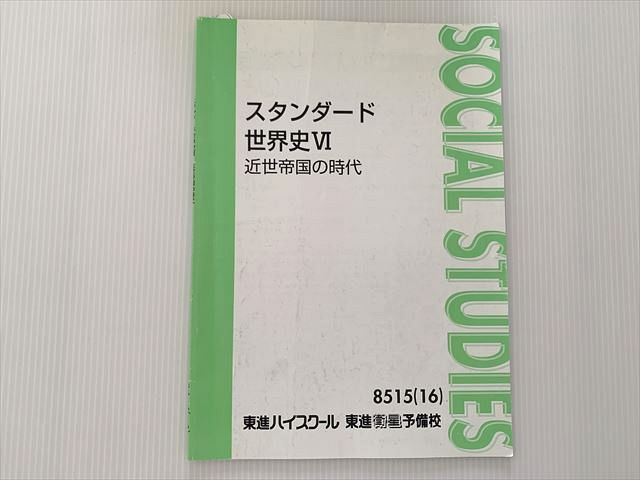 スタンダード
世界史Ⅵ
近世帝国の時代
SOCIAL STUDIES
8515(16)
東進ハイスクール 東進衛星予備校